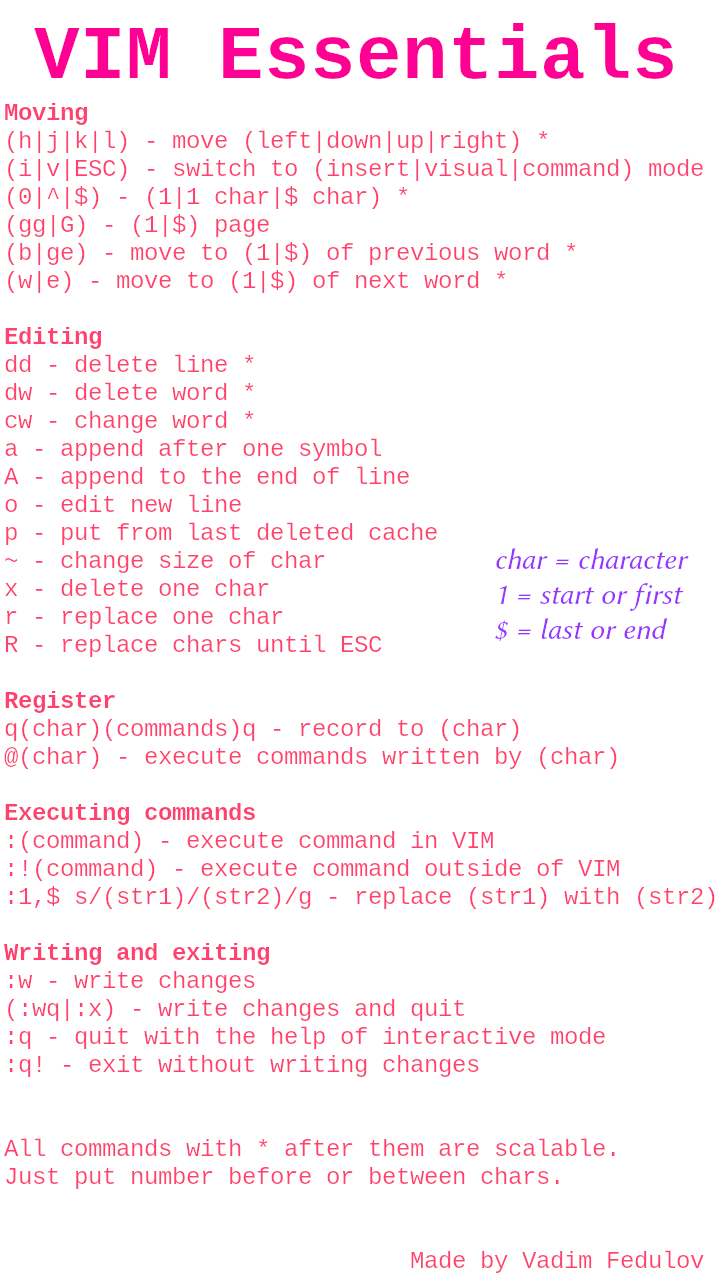 VIM Essentials
Moving
(h|j|k|l) - move (left|down|up|right) *
(i|v|ESC) - switch to (insert|visual|command) mode
(0|^|$) - (1|1 char|$ char) *
(gg|G) - (1|$) page
(b|ge) - move to (1|$) of previous word *
(w|e) - move to (1|$) of next word *
Editing
dd - delete line *
dw - delete word *
cw - change word *
a - append after one symbol
A - append to the end of line
o - edit new line
p - put from last deleted cache
~ - change size of char
x - delete one char
r - replace one char
R - replace chars until ESC
char = character
1 = start or first
$ = last or end
Register
q(char)(commands)q - record to (char)
@(char) - execute commands written by (char)
Executing commands
:(command) - execute command in VIM
:!(command) - execute command outside of VIM
:1,$ s/(str1)/(str2)/g - replace (str1) with (str2)
Writing and exiting
:w - write changes
(:wq|:x) - write changes and quit
:q - quit with the help of interactive mode
:q! - exit without writing changes
All commands with * after them are scalable.
Just put number before or between chars.
Made by Vadim Fedulov